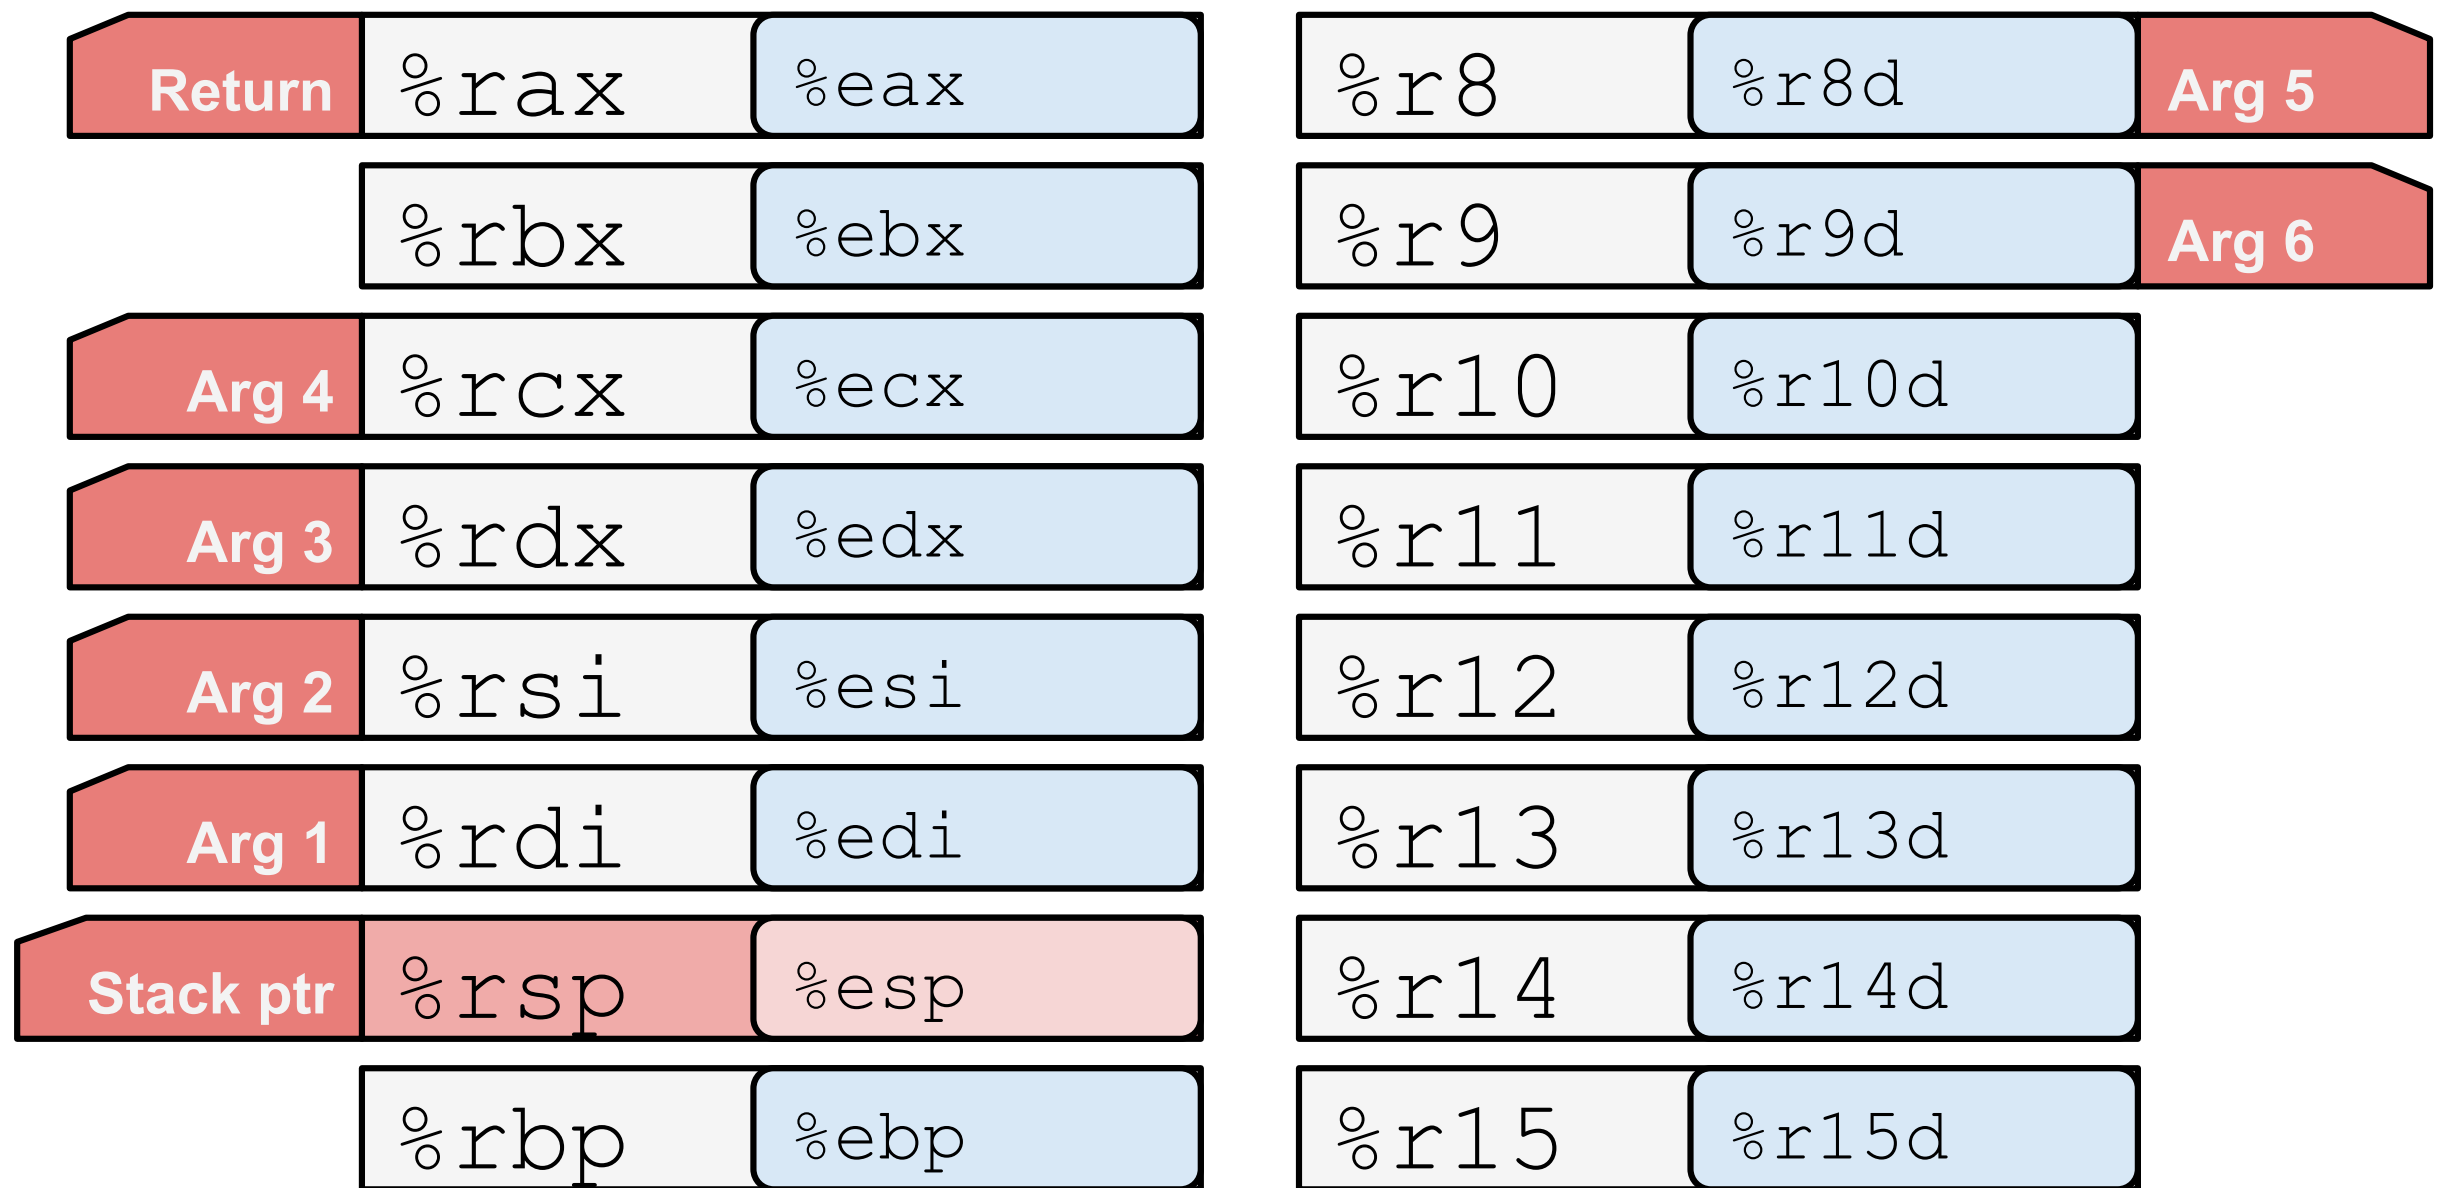 Return %rax %eax
%rbx %ebx
Arg 4 %rcx %ecx
Arg 3 %rdx %edx
Arg 2 %rsi %esi
Arg 1 %rdi %edi
Stack ptr %rsp %esp
%rbp %ebp
%r8 %r8d Arg 5
%r9 %r9d Arg 6
%r10 %r10d
%r11 %r11d
%r12 %r12d
%r13 %r13d
%r14 %r14d
%r15 %r15d